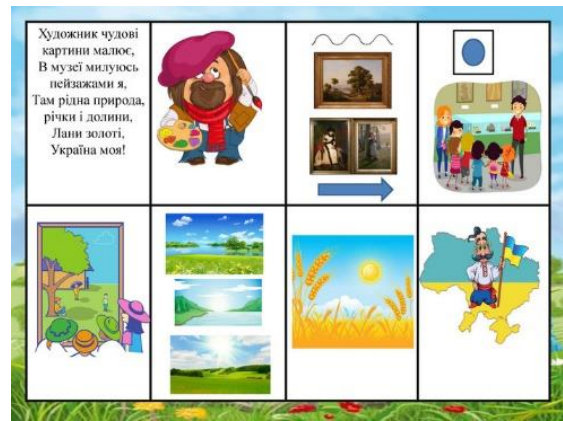 Художник чудові
картини малює,
В музеї милуюсь
пейзажами я,
Там рідна природа,
річки і долини,
Лани золоті,
Україна моя!